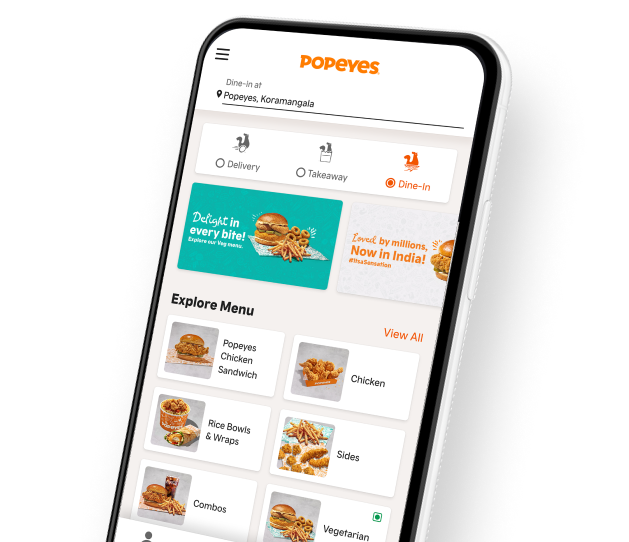 POPEYES
Dine-in at
Popeyes, Koramangala
Delivery
Takeaway
Dine-In
Delight in
every bite!
Explore our Veg menu.
Loved by millions,
Now in India!
#ItsaSensation
Explore Menu
View All
Popeyes
Chicken
Sandwich
Chicken
Rice Bowls
& Wraps
POPEYES
Sides
Combos
Vegetarian